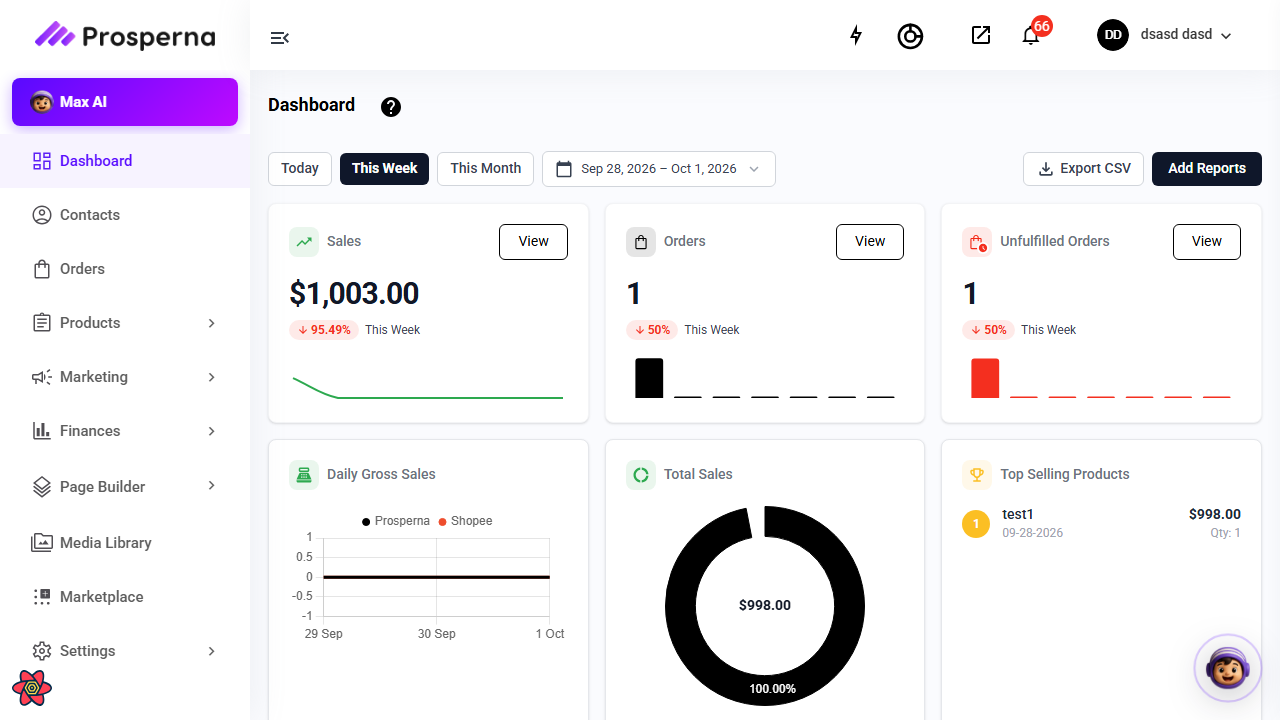 Prosperna
66
DD
dsasd dasd
Max AI
Dashboard
Contacts
Orders
Products
Marketing
Finances
Page Builder
Media Library
Marketplace
Settings
Dashboard
?
Today
This Week
This Month
Sep 28, 2026 – Oct 1, 2026
Export CSV
Add Reports
Sales
View
$1,003.00
95.49%
This Week
Orders
View
1
50%
This Week
Unfulfilled Orders
View
1
50%
This Week
Daily Gross Sales
Prosperna
Shopee
1
0.5
0
-0.5
-1
29 Sep
30 Sep
1 Oct
Total Sales
$998.00
100.00%
Top Selling Products
1
test1
$998.00
09-28-2026
Qty: 1